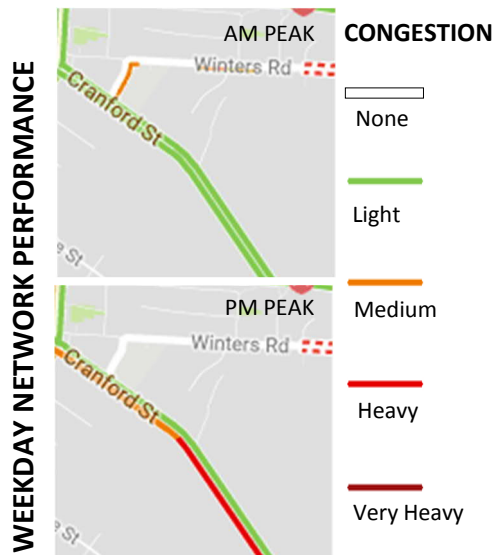 WEEKDAY NETWORK PERFORMANCE
AM PEAK
Winters Rd
Cranford St
PM PEAK
Winters Rd
Cranford St
CONGESTION
None
Light
Medium
Heavy
Very Heavy